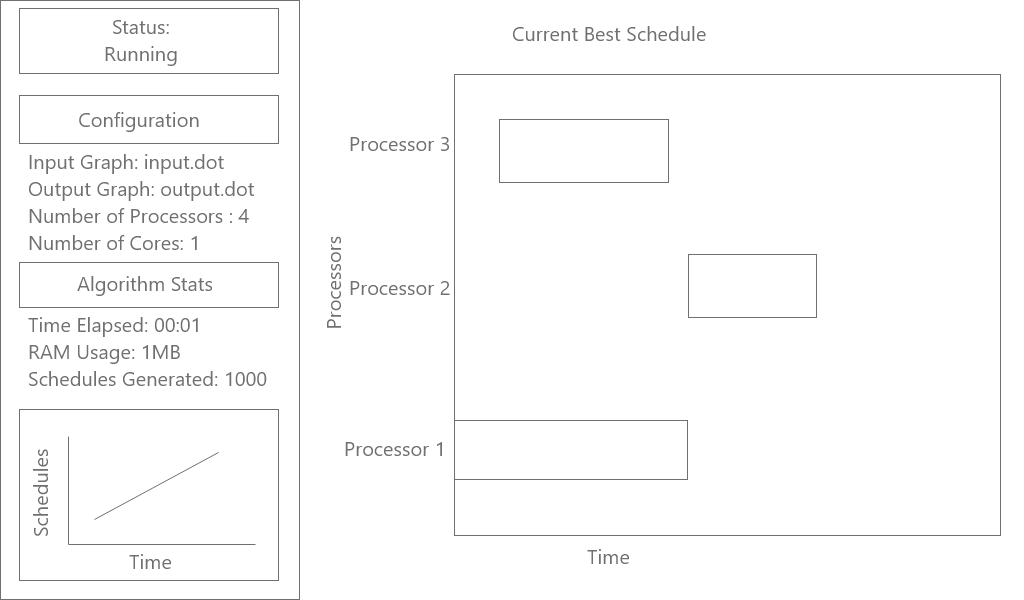 Status:
Running
Configuration
Input Graph: input.dot
Output Graph: output.dot
Number of Processors : 4
Number of Cores: 1
Algorithm Stats
Time Elapsed: 00:01
RAM Usage: 1MB
Schedules Generated: 1000
Schedules
Time
Current Best Schedule
Processors
Processor 3
Processor 2
Processor 1
Time